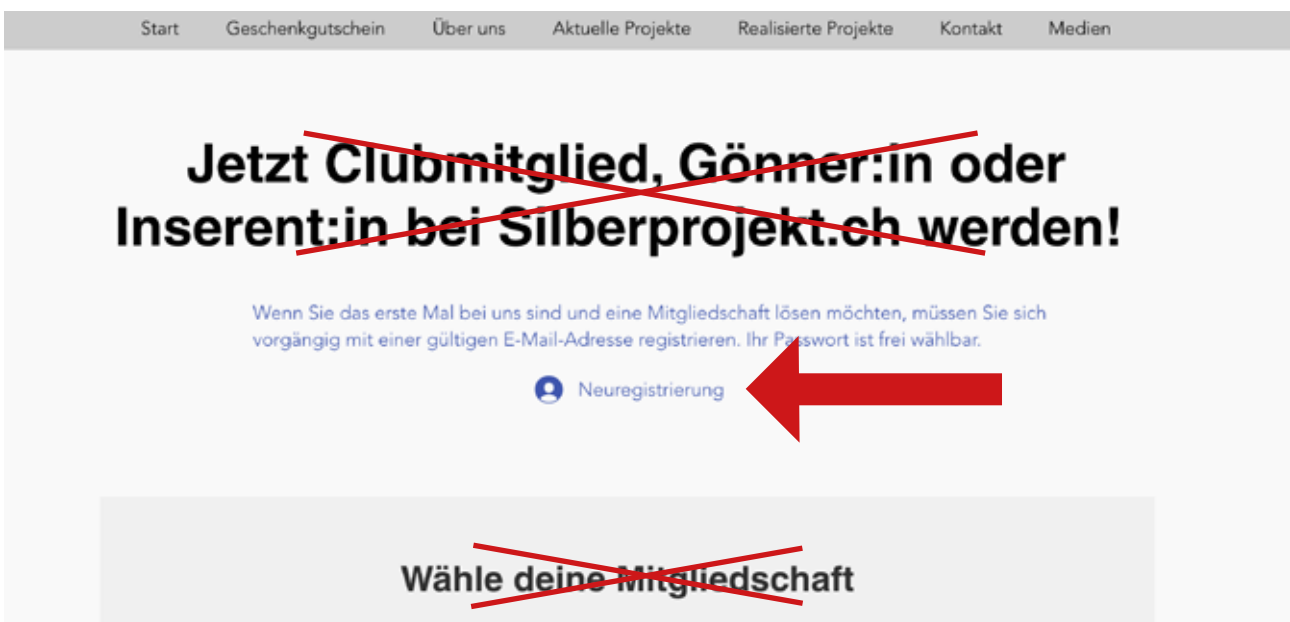 Start Geschenkgutschein Über uns Aktuelle Projekte Realisierte Projekte Kontakt Medien
Jetzt Clubmitglied, Gönner:in oder
Inserent:in bei Silberprojekt.ch werden!
Wenn Sie das erste Mal bei uns sind und eine Mitgliedschaft lösen möchten, müssen Sie sich
vorgängig mit einer gültigen E-Mail-Adresse registrieren. Ihr Passwort ist frei wählbar.
Neuregistrierung
Wähle deine Mitgliedschaft